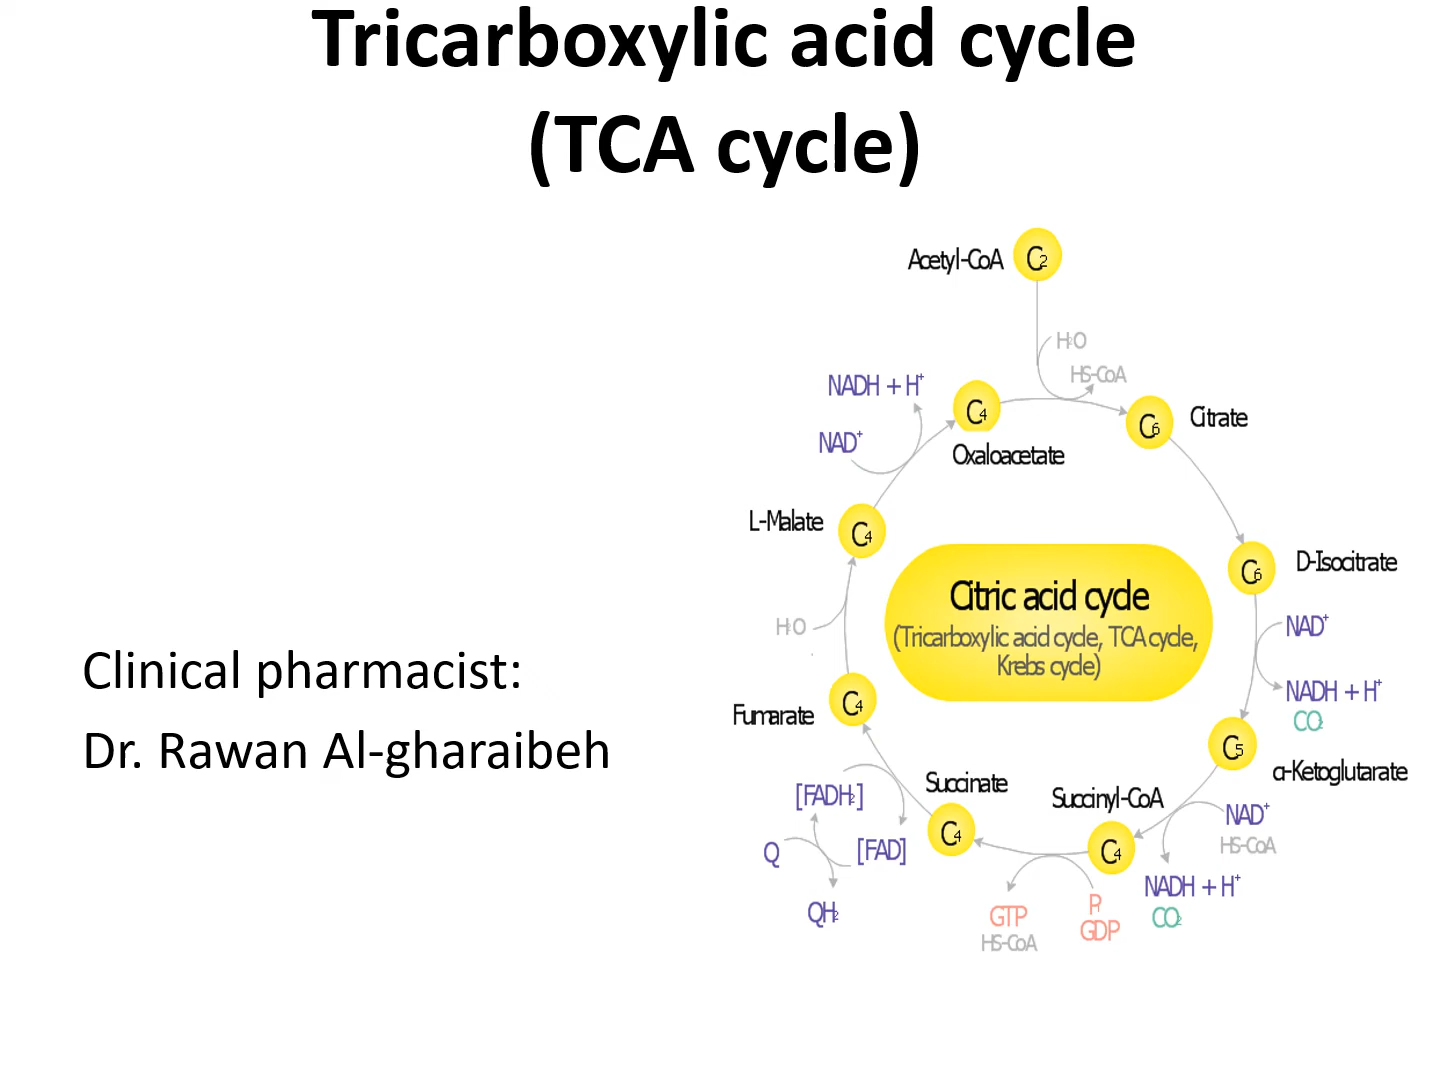 Tricarboxylic acid cycle
(TCA cycle)
Clinical pharmacist:
Dr. Rawan Al-gharaibeh
Acetyl-CoA
C2
H2O
HS-CoA
NADH + H+
NAD+
C4
Oxaloacetate
C6
Citrate
L-Malate
C4
C6
D-Isocitrate
Citric acid cycle
(Tricarboxylic acid cycle, TCA cycle,
Krebs cycle)
H2O
NAD+
NADH + H+
CO2
Fumarate
C4
C5
α-Ketoglutarate
Succinate
C4
Succinyl-CoA
C4
NAD+
HS-CoA
NADH + H+
CO2
[FADH2]
[FAD]
Q
QH2
GTP
HS-CoA
Pi
GDP